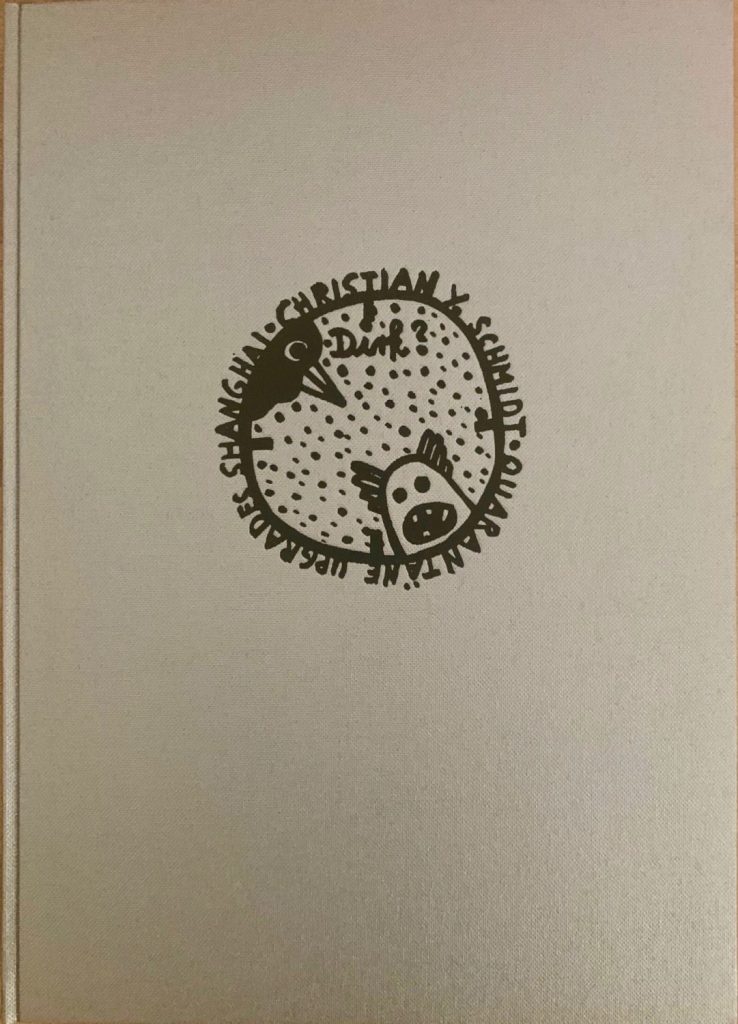 CHRISTIAN Y. SCHMIDT · QUARANTÄNE UPGRADES SHANGHAI ·
Dirk?